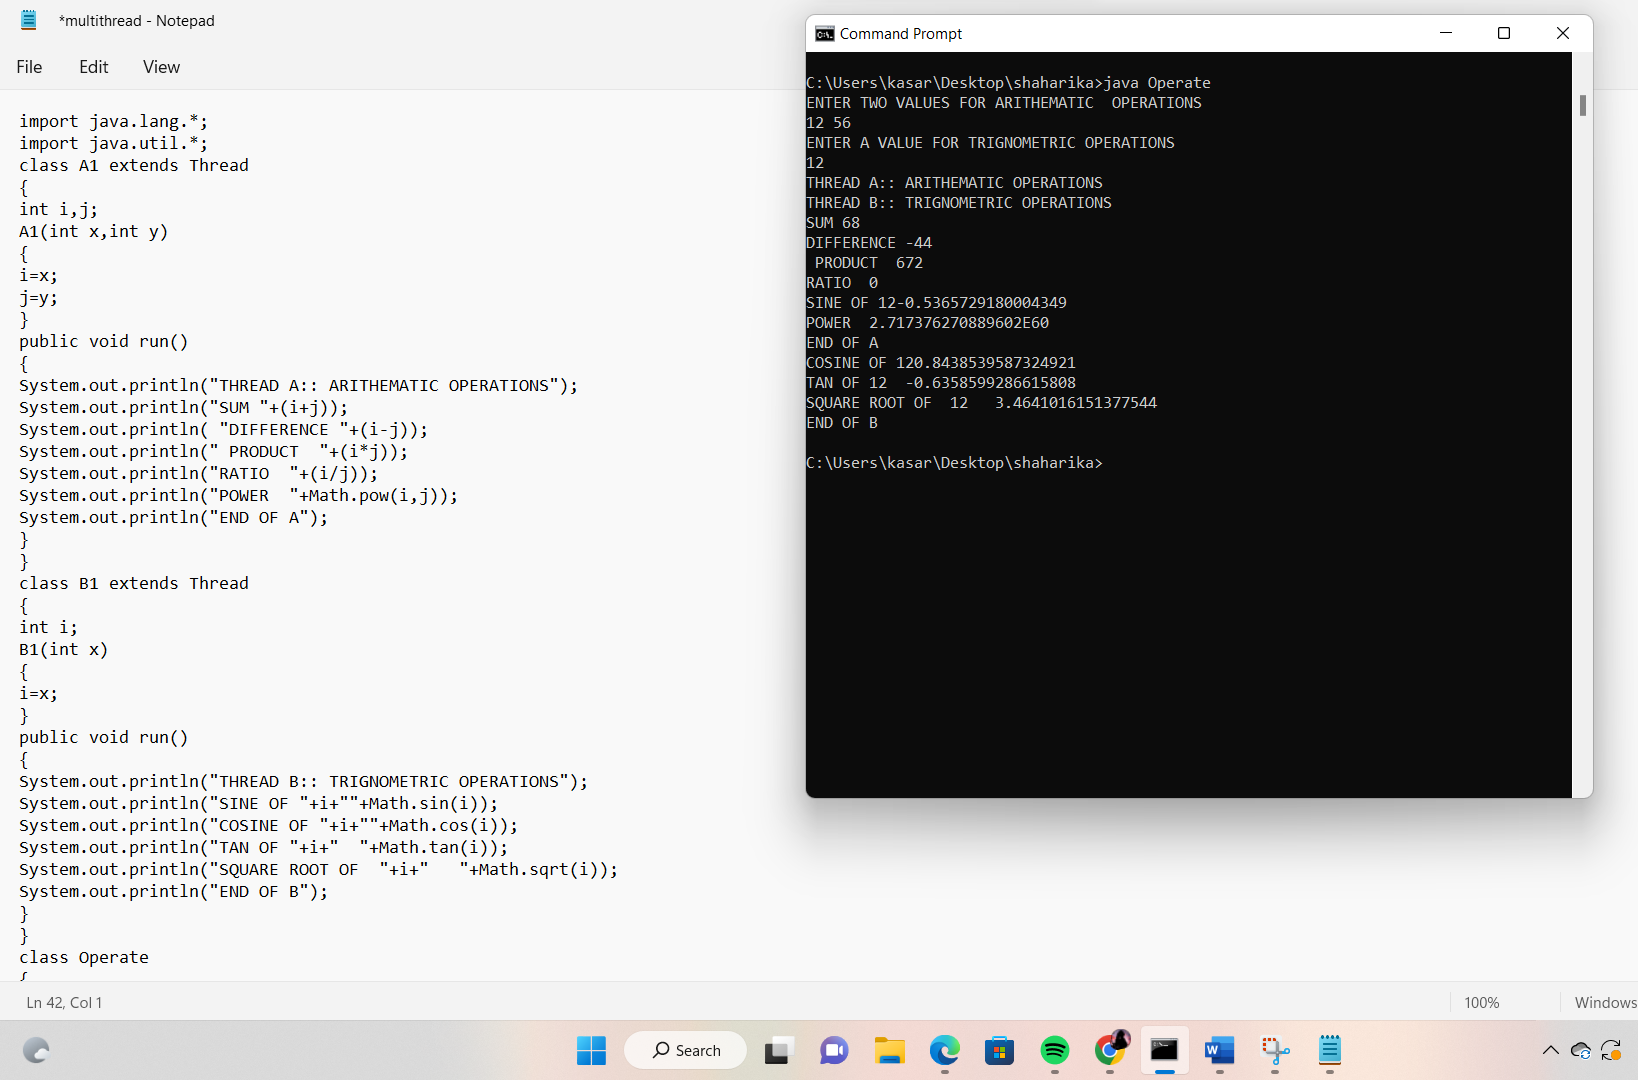 *multithread - Notepad
File Edit View
import java.lang.*;
import java.util.*;
class A1 extends Thread
{
int i,j;
A1(int x,int y)
{
i=x;
j=y;
}
public void run()
{
System.out.println("THREAD A:: ARITHEMATIC OPERATIONS");
System.out.println("SUM "+(i+j));
System.out.println( "DIFFERENCE "+(i-j));
System.out.println(" PRODUCT  "+(i*j));
System.out.println("RATIO  "+(i/j));
System.out.println("POWER  "+Math.pow(i,j));
System.out.println("END OF A");
}
}
class B1 extends Thread
{
int i;
B1(int x)
{
i=x;
}
public void run()
{
System.out.println("THREAD B:: TRIGNOMETRIC OPERATIONS");
System.out.println("SINE OF "+i+""+Math.sin(i));
System.out.println("COSINE OF "+i+""+Math.cos(i));
System.out.println("TAN OF "+i+"  "+Math.tan(i));
System.out.println("SQUARE ROOT OF  "+i+"   "+Math.sqrt(i));
System.out.println("END OF B");
}
}
class Operate
{
Ln 42, Col 1
100%
Windows
Command Prompt
C:\Users\kasar\Desktop\shaharika>java Operate
ENTER TWO VALUES FOR ARITHEMATIC  OPERATIONS
12 56
ENTER A VALUE FOR TRIGNOMETRIC OPERATIONS
12
THREAD A:: ARITHEMATIC OPERATIONS
THREAD B:: TRIGNOMETRIC OPERATIONS
SUM 68
DIFFERENCE -44
 PRODUCT  672
RATIO  0
SINE OF 12-0.5365729180004349
POWER  2.717376270889602E60
END OF A
COSINE OF 120.8438539587324921
TAN OF 12  -0.6358599286615808
SQUARE ROOT OF  12   3.4641016151377544
END OF B
C:\Users\kasar\Desktop\shaharika>
Search